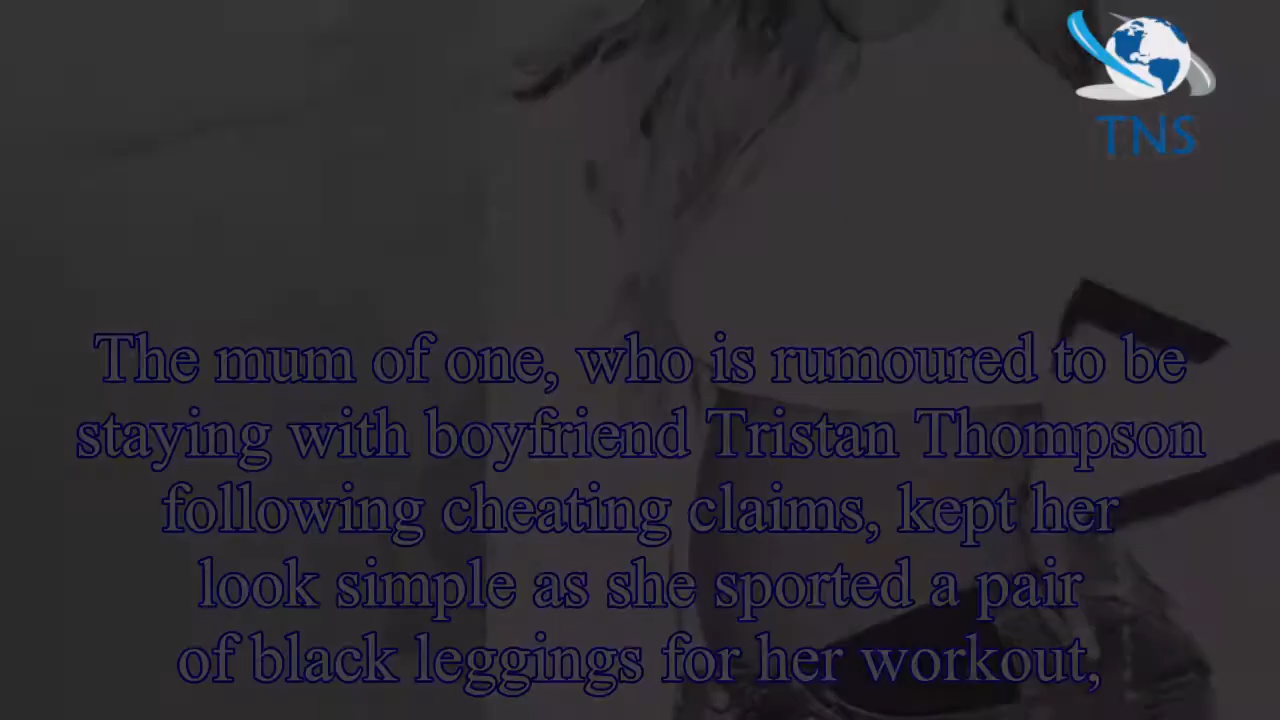 TNS
The mum of one, who is rumoured to be
staying with boyfriend Tristan Thompson
following cheating claims, kept her
look simple as she sported a pair
of black leggings for her workout,